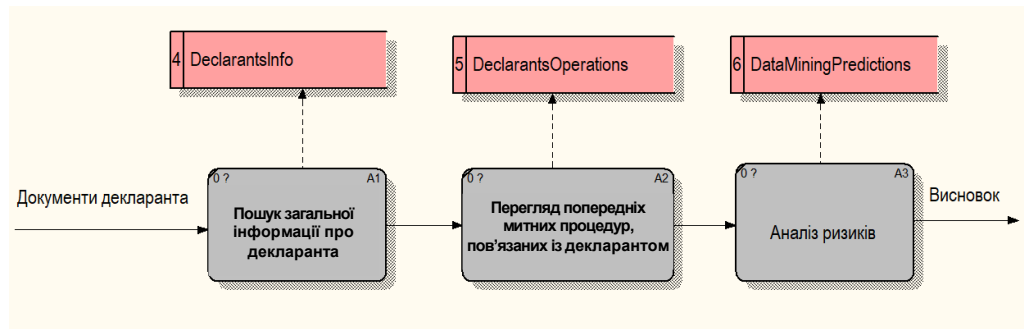 4 DeclarantsInfo
5 DeclarantsOperations
6 DataMiningPredictions
0 ? A1
0 ? A2
0 ? A3
Документи декларанта
Пошук загальної
інформації про
декларанта
Перегляд попередніх
митних процедур,
пов’язаних із декларантом
Аналіз ризиків
Висновок